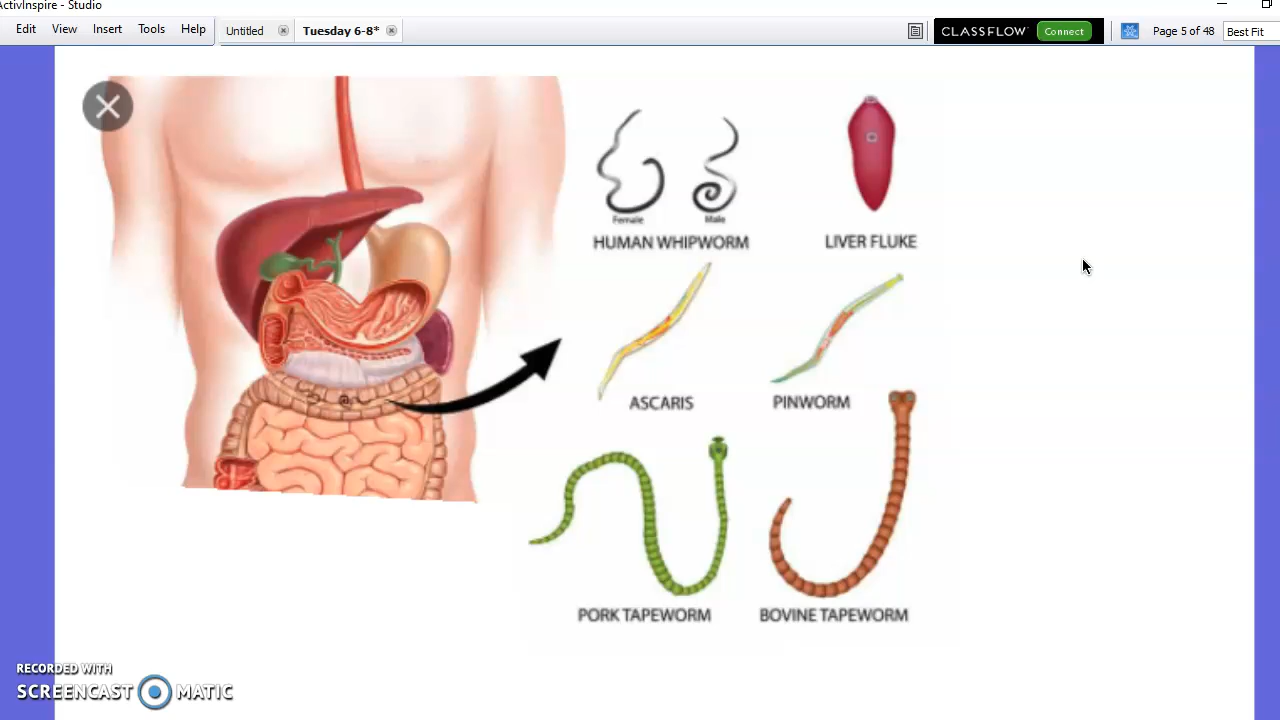 ActivInspire - Studio
Edit View Insert Tools Help Untitled Tuesday 6-8* CLASSFLOW Connect Page 5 of 48 Best Fit
Female Male
HUMAN WHIPWORM LIVER FLUKE
ASCARIS PINWORM
PORK TAPEWORM BOVINE TAPEWORM
RECORDED WITH
SCREENCAST MATIC